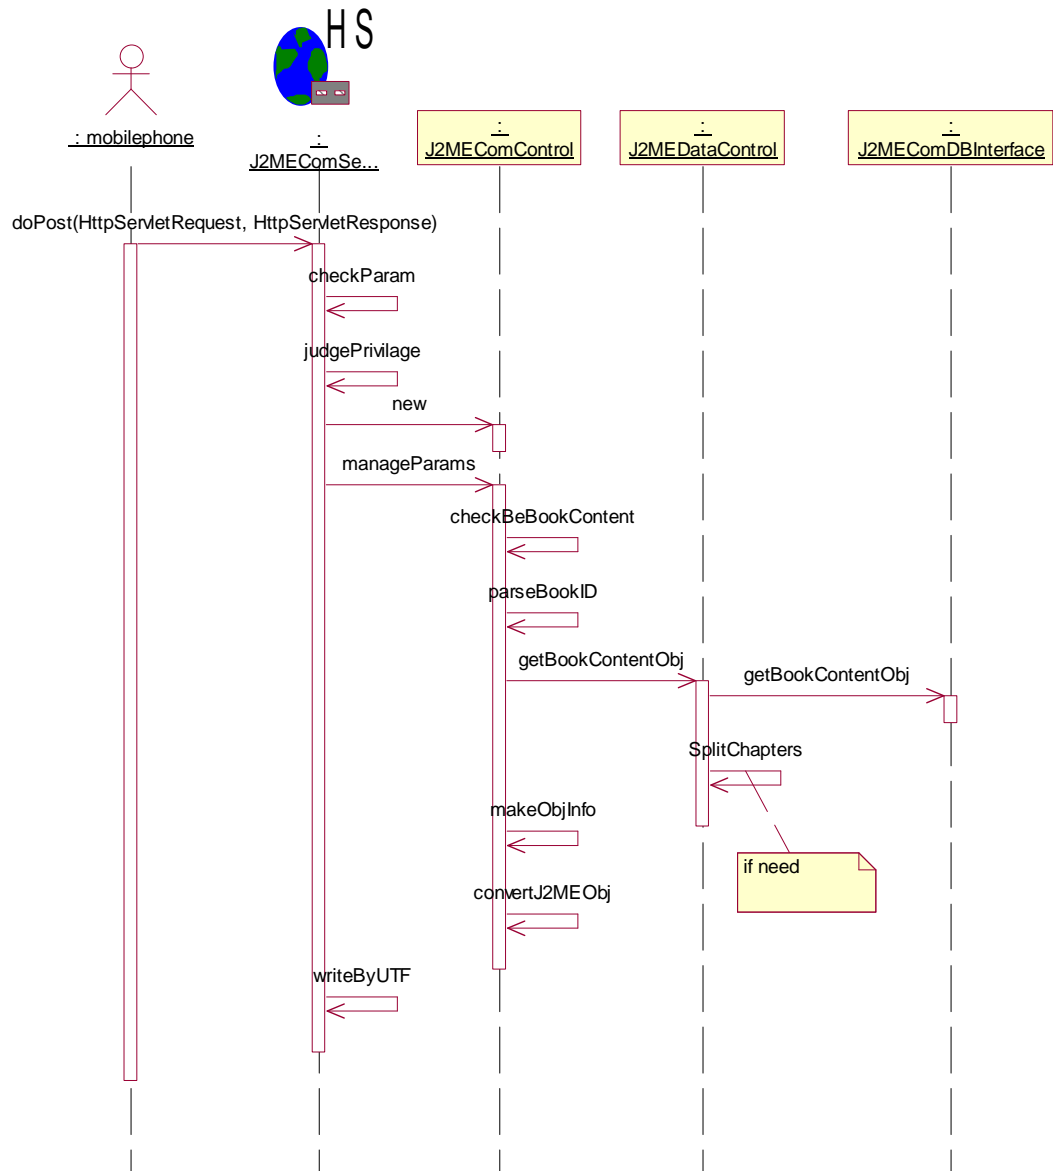 H S
: mobilephone
:
J2MEComSe...
:
J2MEComControl
:
J2MEDataControl
:
J2MEComDBInterface
doPost(HttpServletRequest, HttpServletResponse)
checkParam
judgePrivilage
new
manageParams
checkBeBookContent
parseBookID
getBookContentObj
getBookContentObj
SplitChapters
makeObjInfo
if need
convertJ2MEObj
writeByUTF